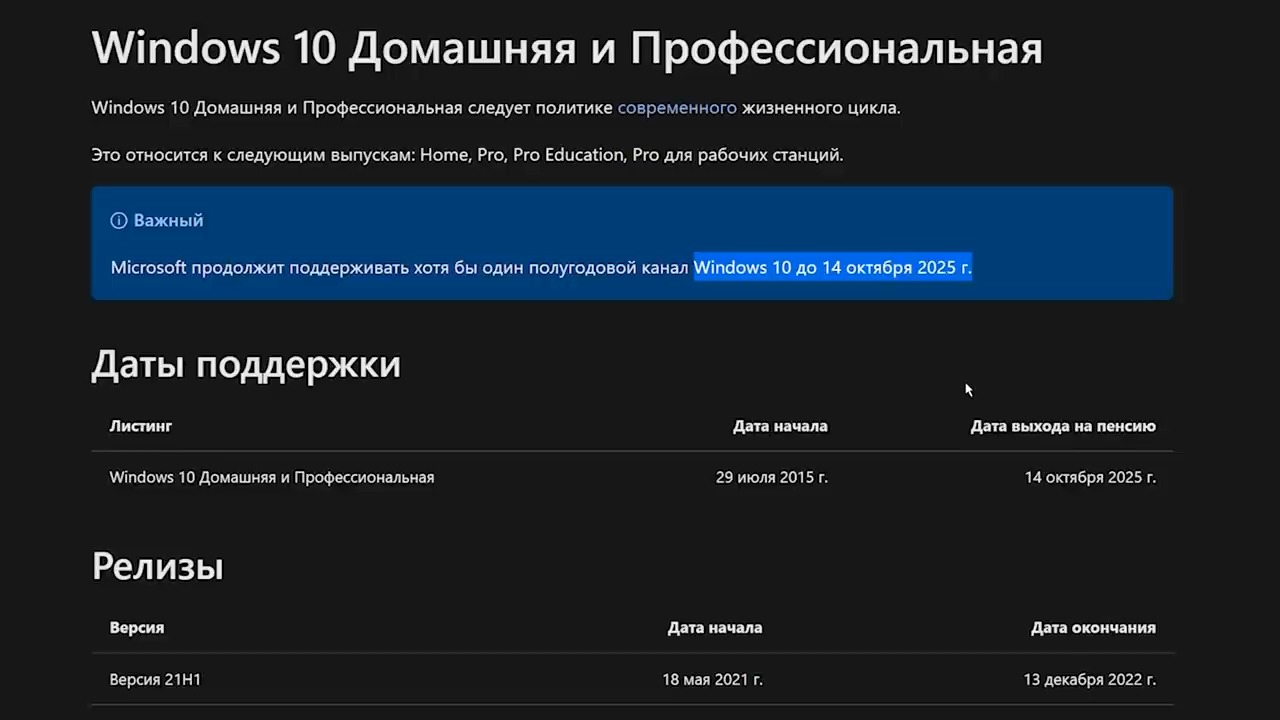 Windows 10 Домашняя и Профессиональная
Windows 10 Домашняя и Профессиональная следует политике современного жизненного цикла.
Это относится к следующим выпускам: Home, Pro, Pro Education, Pro для рабочих станций.
Важный
Microsoft продолжит поддерживать хотя бы один полугодовой канал Windows 10 до 14 октября 2025 г.
Даты поддержки
Листинг Дата начала Дата выхода на пенсию
Windows 10 Домашняя и Профессиональная 29 июля 2015 г. 14 октября 2025 г.
Релизы
Версия Дата начала Дата окончания
Версия 21H1 18 мая 2021 г. 13 декабря 2022 г.